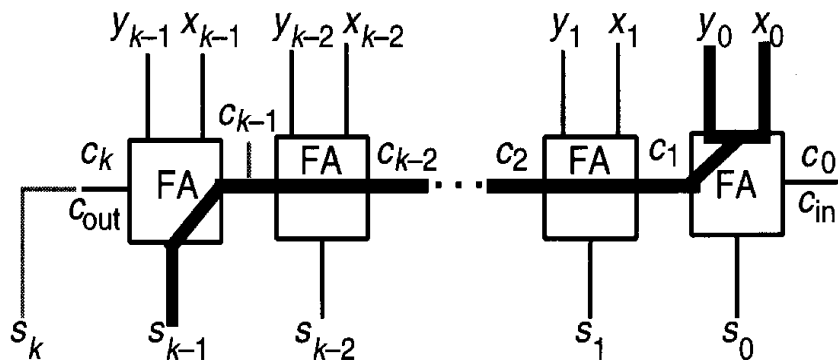 y_{k−1} x_{k−1} y_{k−2} x_{k−2} y_1 x_1 y_0 x_0
c_{k−1}
c_k FA FA c_{k−2} ··· c_2 FA c_1 FA c_0
c_out c_in
s_k s_{k−1} s_{k−2} s_1 s_0